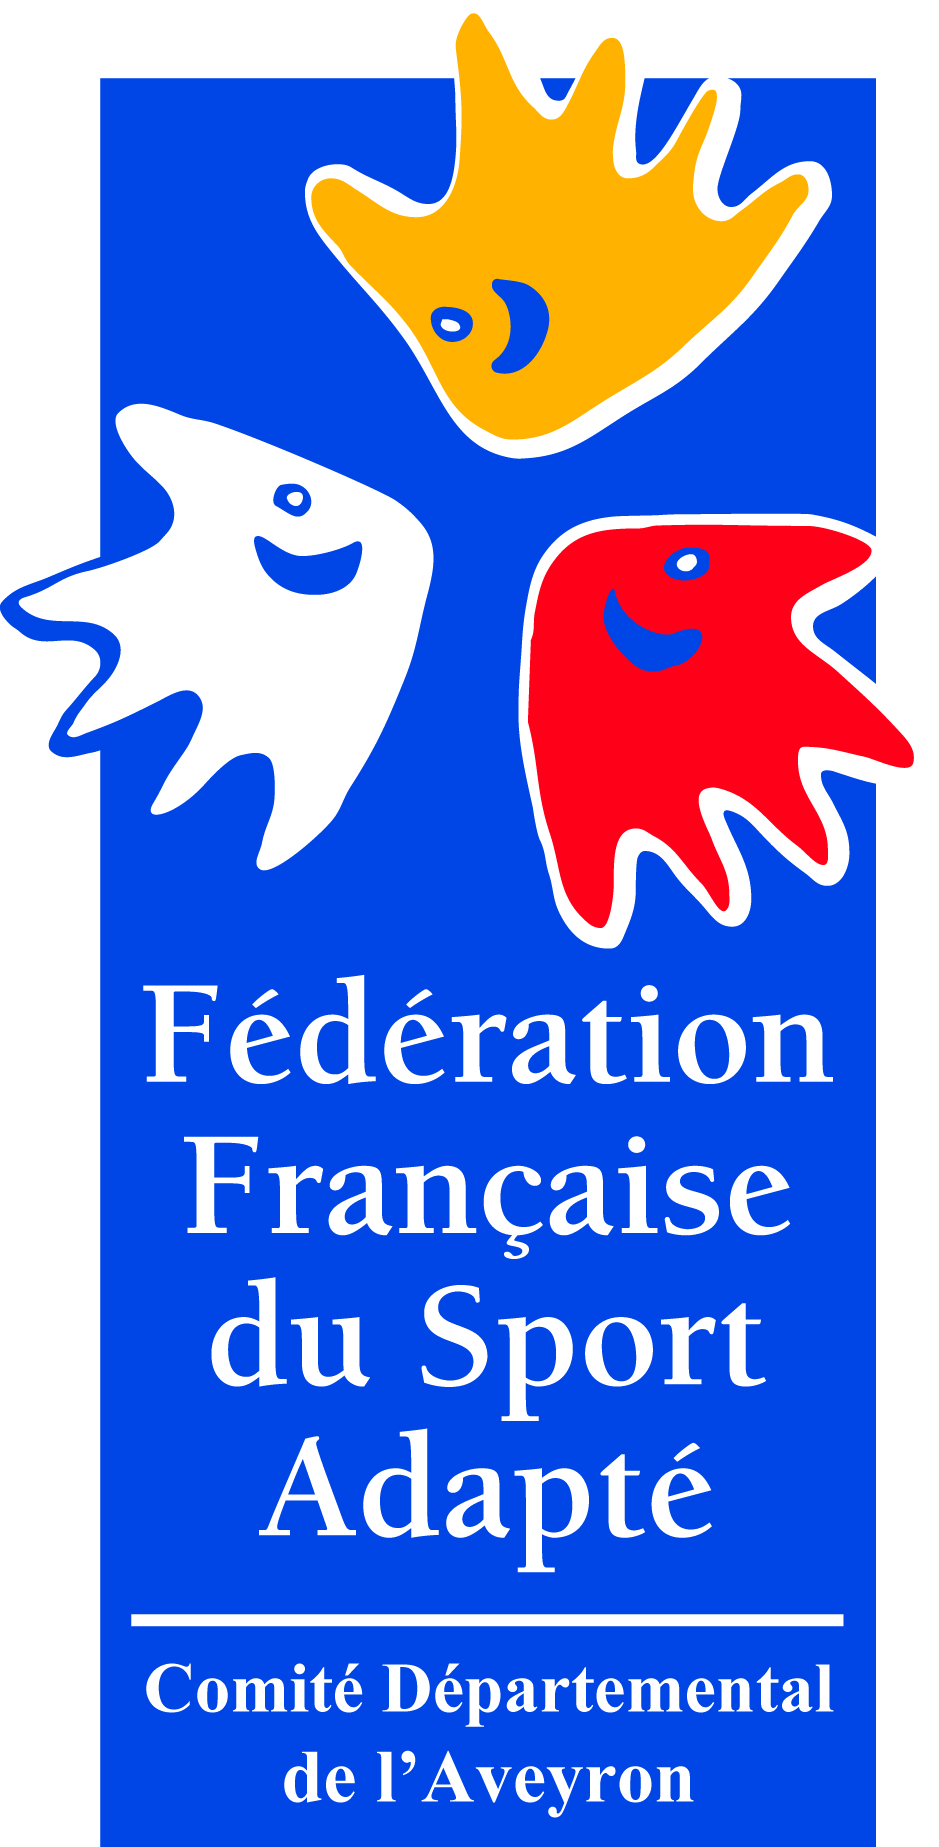 Fédération
Française
du Sport
Adapté
Comité Départemental
de l’Aveyron